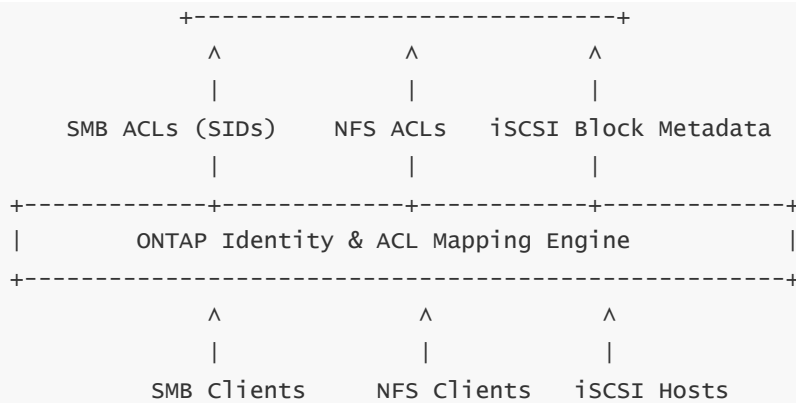 +------------------------------+
^ ^ ^
| | |
SMB ACLs (SIDs) NFS ACLs iSCSI Block Metadata
| | |
+-------------+-------------+------------+-------------+
| ONTAP Identity & ACL Mapping Engine |
+------------------------------------------------------+
^ ^ ^
| | |
SMB Clients NFS Clients iSCSI Hosts